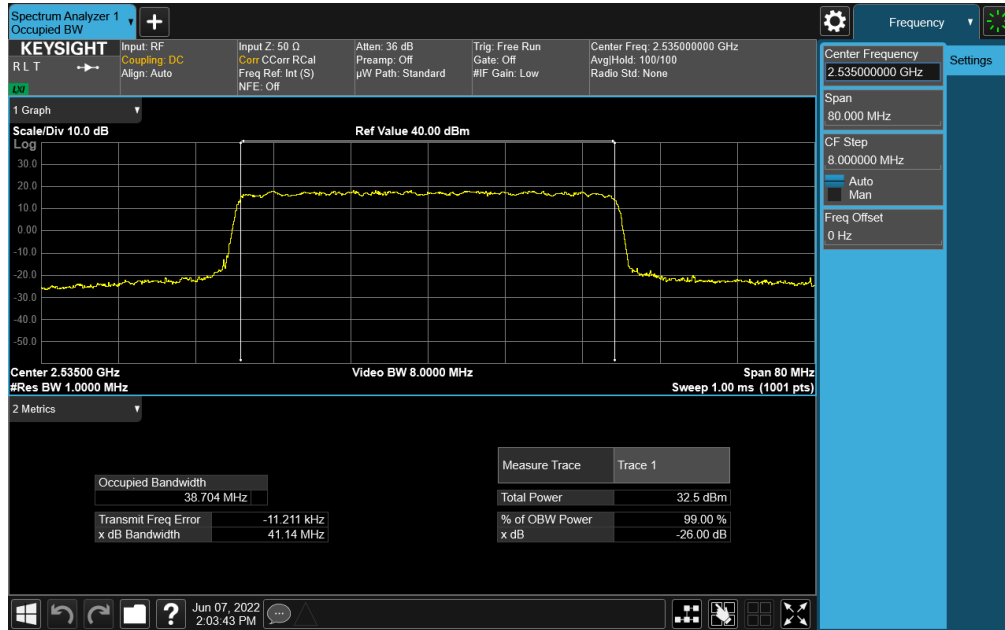 Spectrum Analyzer 1
Occupied BW
+
Frequency
KEYSIGHT
R L T
LXI
Input: RF
Coupling: DC
Align: Auto
Input Z: 50 Ω
Corr CCorr RCal
Freq Ref: Int (S)
NFE: Off
Atten: 36 dB
Preamp: Off
µW Path: Standard
Trig: Free Run
Gate: Off
#IF Gain: Low
Center Freq: 2.535000000 GHz
Avg|Hold: 100/100
Radio Std: None
Center Frequency
2.535000000 GHz
Settings
Span
80.000 MHz
CF Step
8.000000 MHz
Auto
Man
Freq Offset
0 Hz
1 Graph
Scale/Div 10.0 dB
Ref Value 40.00 dBm
Log
30.0
20.0
10.0
0.00
-10.0
-20.0
-30.0
-40.0
-50.0
Center 2.53500 GHz
Video BW 8.0000 MHz
Span 80 MHz
#Res BW 1.0000 MHz
Sweep 1.00 ms (1001 pts)
2 Metrics
Occupied Bandwidth
38.704 MHz
Transmit Freq Error -11.211 kHz
x dB Bandwidth 41.14 MHz
Measure Trace Trace 1
Total Power 32.5 dBm
% of OBW Power 99.00 %
x dB -26.00 dB
?
Jun 07, 2022
2:03:43 PM